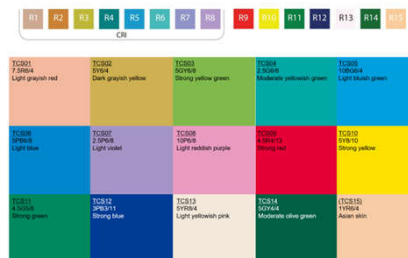 R1 R2 R3 R4 R5 R6 R7 R8 R9 R10 R11 R12 R13 R14 R15
CRI
TCS01
7.5R6/4
Light grayish red
TCS02
5Y6/4
Dark grayish yellow
TCS03
5GY6/8
Strong yellow green
TCS04
2.5G6/6
Moderate yellowish green
TCS05
10BG6/4
Light bluish green
TCS06
5PB6/8
Light blue
TCS07
2.5P6/8
Light violet
TCS08
10P6/8
Light reddish purple
TCS09
4.5R4/13
Strong red
TCS10
5Y8/10
Strong yellow
TCS11
4.5G5/8
Strong green
TCS12
3PB3/11
Strong blue
TCS13
5YR8/4
Light yellowish pink
TCS14
5GY4/4
Moderate olive green
(TCS15)
1YR6/4
Asian skin